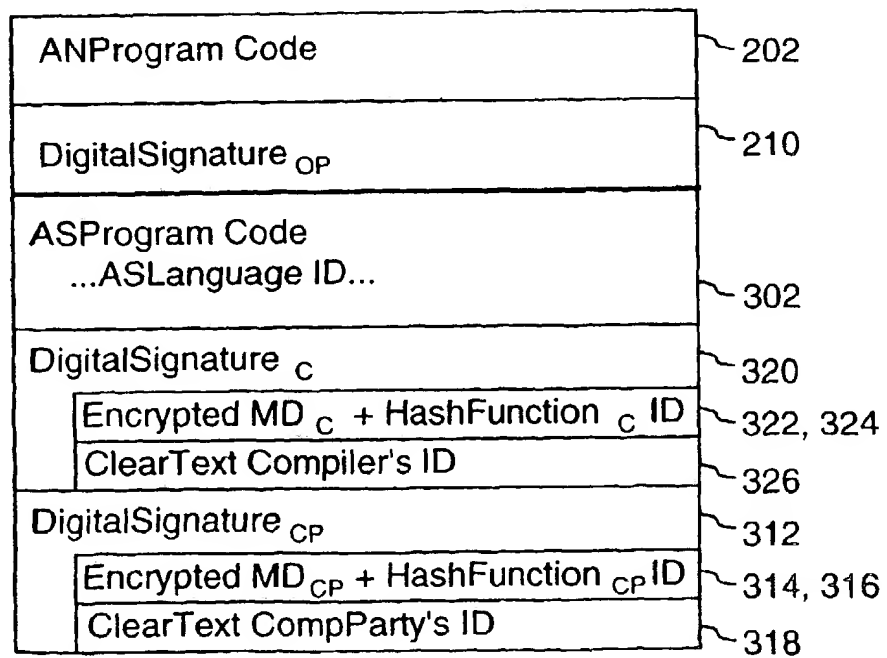 ANProgram Code 202
DigitalSignature OP 210
ASProgram Code
...ASLanguage ID... 302
DigitalSignature C 320
Encrypted MD C + HashFunction C ID 322, 324
ClearText Compiler's ID 326
DigitalSignature CP 312
Encrypted MD CP + HashFunction CP ID 314, 316
ClearText CompParty's ID 318